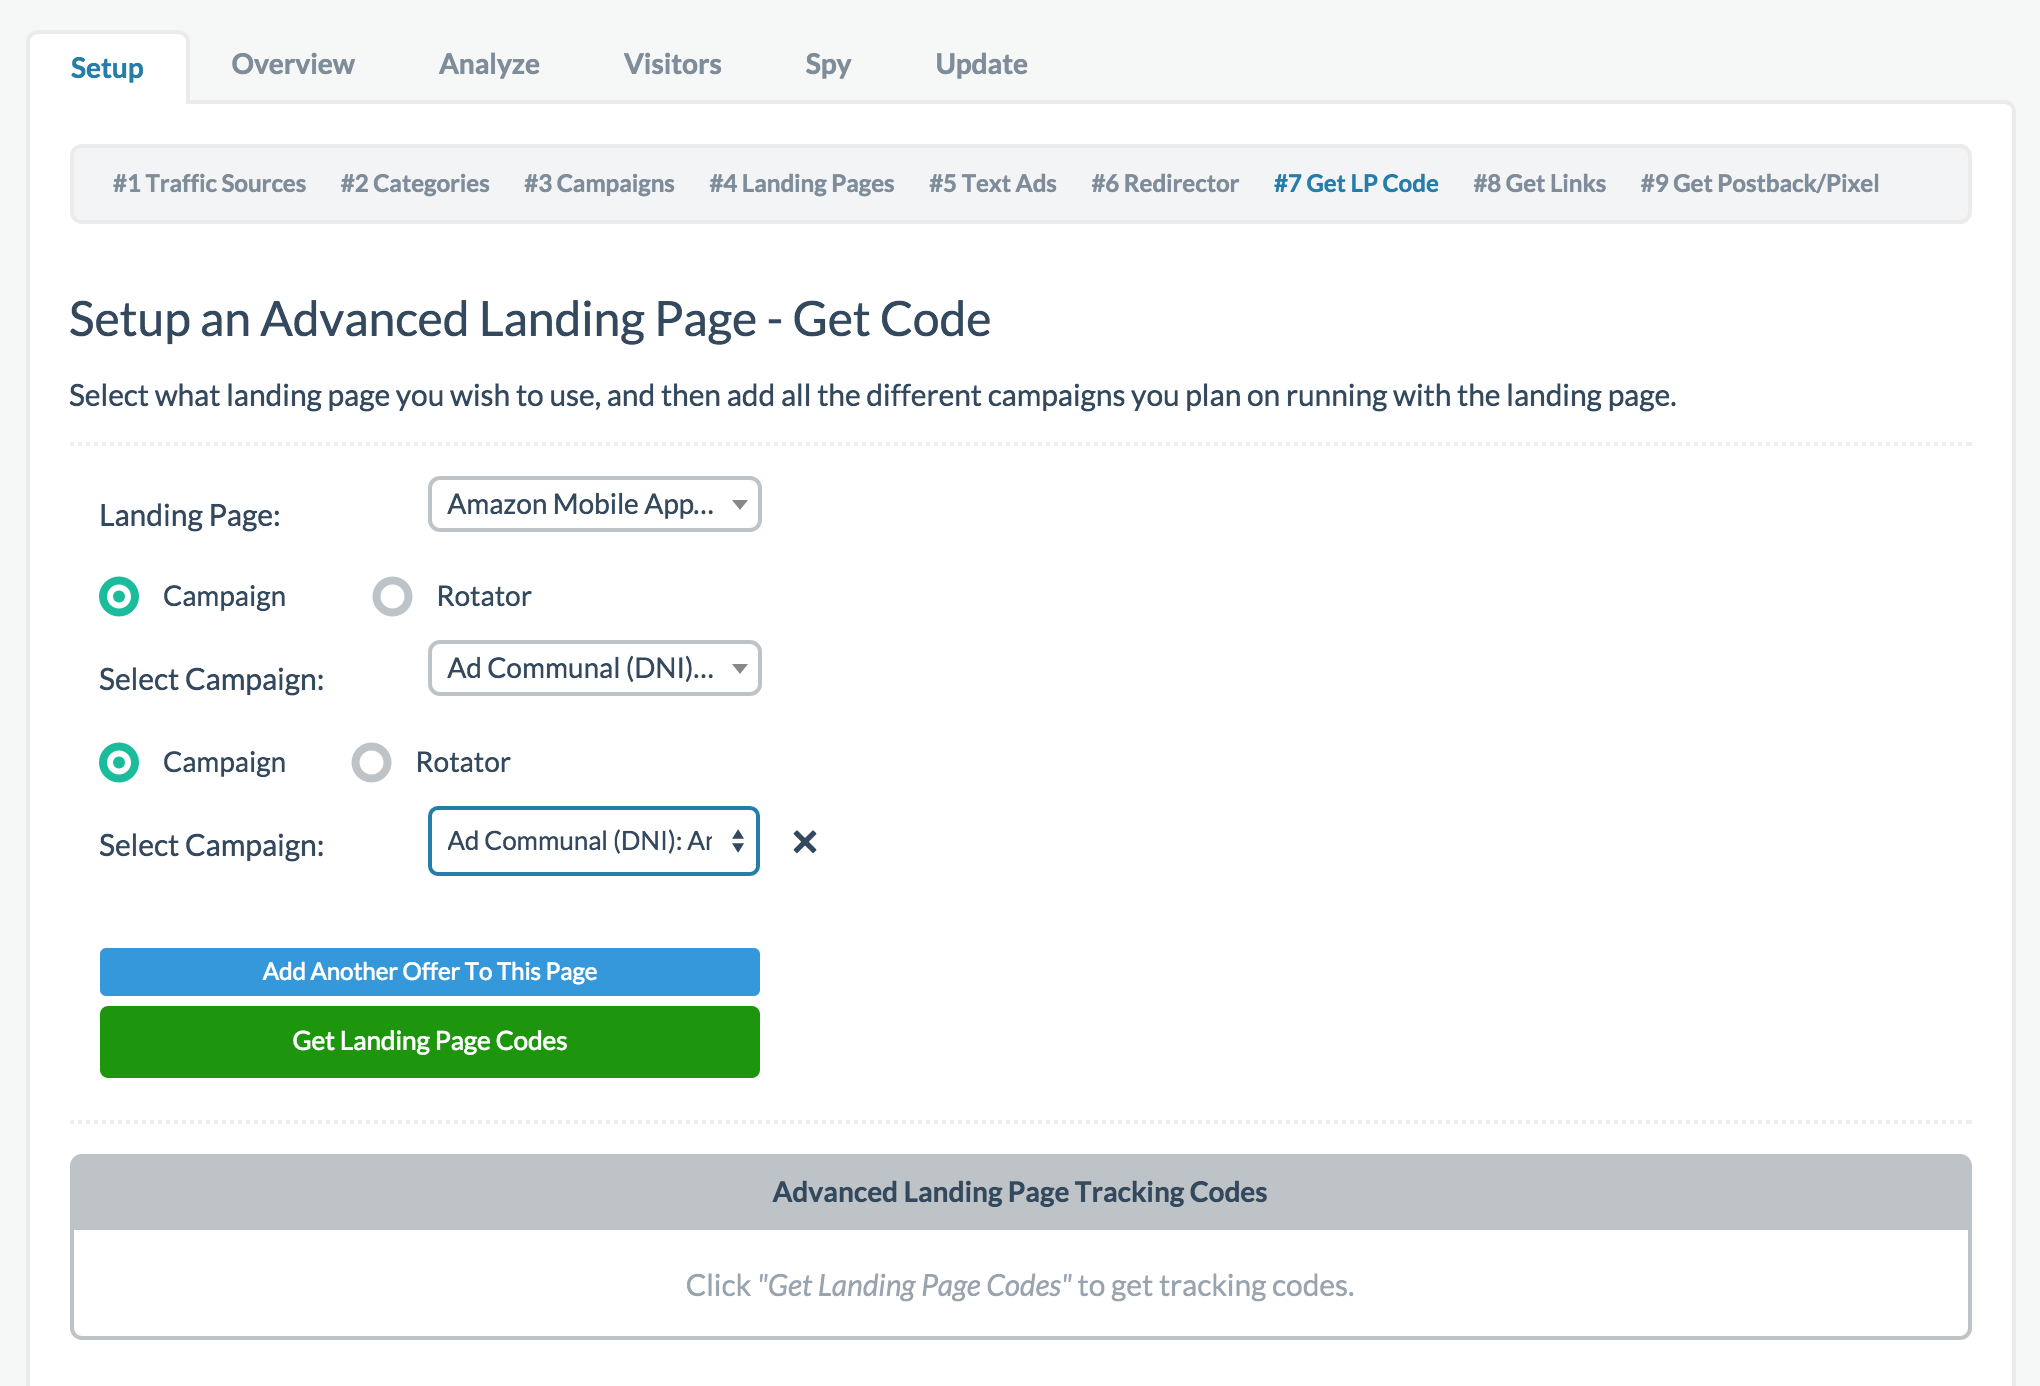 Setup Overview Analyze Visitors Spy Update
#1 Traffic Sources #2 Categories #3 Campaigns #4 Landing Pages #5 Text Ads #6 Redirector #7 Get LP Code #8 Get Links #9 Get Postback/Pixel
Setup an Advanced Landing Page - Get Code
Select what landing page you wish to use, and then add all the different campaigns you plan on running with the landing page.
Landing Page: Amazon Mobile App...
Campaign Rotator
Select Campaign: Ad Communal (DNI)...
Campaign Rotator
Select Campaign: Ad Communal (DNI):
Add Another Offer To This Page
Get Landing Page Codes
Advanced Landing Page Tracking Codes
Click "Get Landing Page Codes" to get tracking codes.